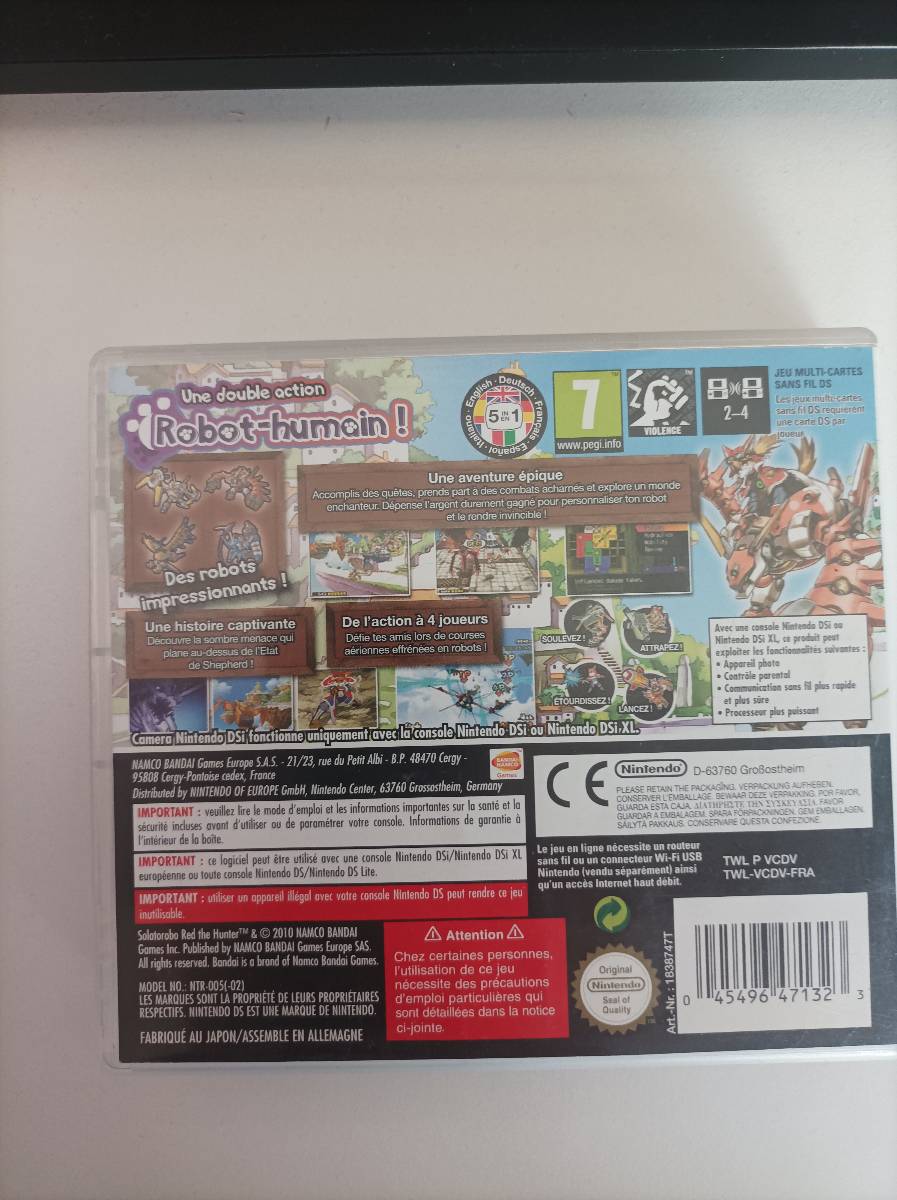 Une double action
Robot-humain !
English · Deutsch · Français · Español · Italiano
5 IN EN 1
7
www.pegi.info
VIOLENCE
2-4
JEU MULTI-CARTES
SANS FIL DS
Les jeux multi-cartes
sans fil DS requièrent
une carte DS par
joueur
Une aventure épique
Accomplis des quêtes, prends part à des combats acharnés et explore un monde
enchanteur. Dépense l'argent durement gagné pour personnaliser ton robot
et le rendre invincible !
Des robots
impressionnants !
Une histoire captivante
Découvre la sombre menace qui
plane au-dessus de l'Etat
de Shepherd !
De l'action à 4 joueurs
Défie tes amis lors de courses
aériennes effrénées en robots !
SOULEVEZ !
ATTRAPEZ !
ÉTOURDISSEZ !
LANCEZ !
Avec une console Nintendo DSi ou
Nintendo DSi XL, ce produit peut
exploiter les fonctionnalités suivantes :
• Appareil photo
• Contrôle parental
• Communication sans fil plus rapide
et plus sûre
• Processeur plus puissant
Camera Nintendo DSi fonctionne uniquement avec la console Nintendo DSi ou Nintendo DSi XL.
NAMCO BANDAI Games Europe S.A.S. - 21/23, rue du Petit Albi - B.P. 48470 Cergy -
95808 Cergy-Pontoise cedex, France
Distributed by NINTENDO OF EUROPE GmbH, Nintendo Center, 63760 Grossostheim, Germany
BANDAI
NAMCO
Games
IMPORTANT : veuillez lire le mode d'emploi et les informations importantes sur la santé et la
sécurité incluses avant d'utiliser ou de paramétrer votre console. Informations de garantie à
l'intérieur de la boîte.
IMPORTANT : ce logiciel peut être utilisé avec une console Nintendo DSi/Nintendo DSi XL
européenne ou toute console Nintendo DS/Nintendo DS Lite.
IMPORTANT : utiliser un appareil illégal avec votre console Nintendo DS peut rendre ce jeu
inutilisable.
CE
Nintendo D-63760 Großostheim
PLEASE RETAIN THE PACKAGING. VERPACKUNG AUFHEBEN.
CONSERVER L'EMBALLAGE. BEWAAR DEZE VERPAKKING. POR FAVOR,
GUARDA ESTA CAJA. ΔΙΑΤΗΡΕΙΣΤΕ ΤΗΝ ΣΥΣΚΕΥΑΣΙΑ. FAVOR
GUARDAR A EMBALAGEM. SPARA FÖRPACKNINGEN. GEM EMBALLAGEN.
SÄILYTÄ PAKKAUS. CONSERVARE QUESTA CONFEZIONE.
Le jeu en ligne nécessite un routeur
sans fil ou un connecteur Wi-Fi USB
Nintendo (vendu séparément) ainsi
qu'un accès Internet haut débit.
TWL P VCDV
TWL-VCDV-FRA
Solatorobo Red the Hunter™ & © 2010 NAMCO BANDAI
Games Inc. Published by NAMCO BANDAI Games Europe SAS.
All rights reserved. Bandai is a brand of Namco Bandai Games.
MODEL NO.: NTR-005(-02)
LES MARQUES SONT LA PROPRIÉTÉ DE LEURS PROPRIÉTAIRES
RESPECTIFS. NINTENDO DS EST UNE MARQUE DE NINTENDO.
FABRIQUÉ AU JAPON/ASSEMBLE EN ALLEMAGNE
Attention
Chez certaines personnes,
l'utilisation de ce jeu
nécessite des précautions
d'emploi particulières qui
sont détaillées dans la notice
ci-jointe.
Original
Nintendo
Seal of
Quality
Art.-Nr.: 1838747T
0 45496 47132 3